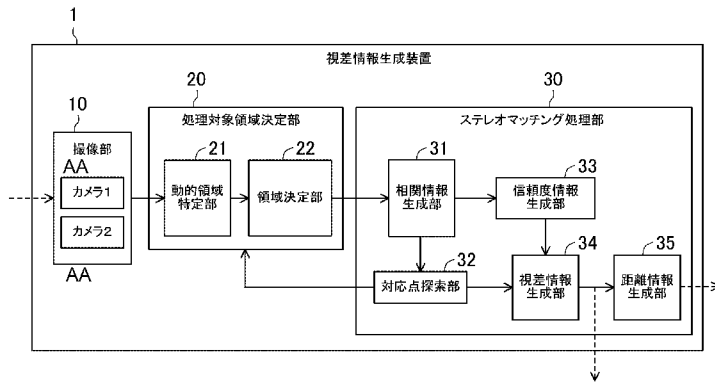 1
視差情報生成装置
10
撮像部
AA
カメラ1
カメラ2
AA
20
処理対象領域決定部
21
動的領域
特定部
22
領域決定部
30
ステレオマッチング処理部
31
相関情報
生成部
33
信頼度情報
生成部
32
対応点探索部
34
視差情報
生成部
35
距離情報
生成部